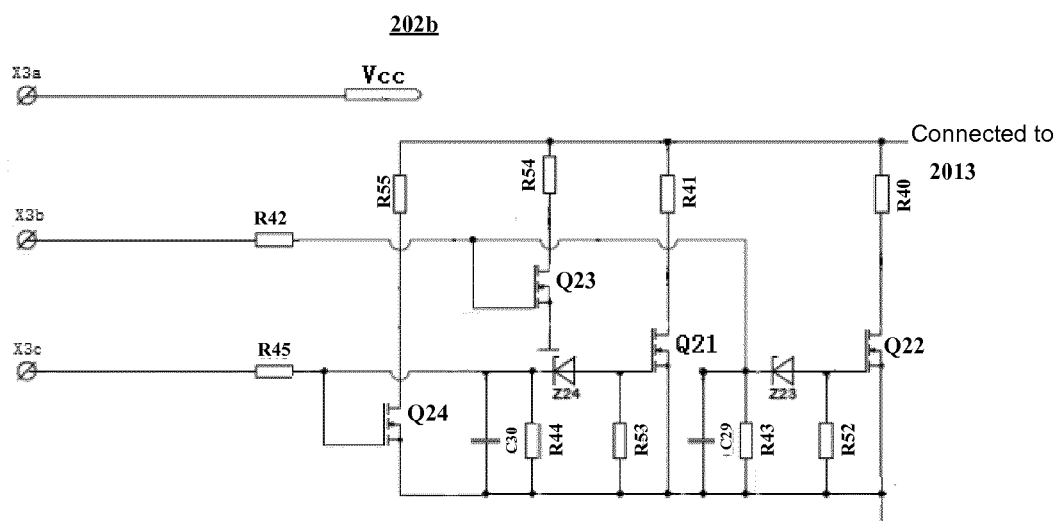 202b
X3a
Vcc
Connected to
2013
R55
R54
R41
R40
X3b
R42
Q23
X3c
R45
Q21
Q22
Z24
Z23
Q24
C30
R44
R53
C29
R43
R52